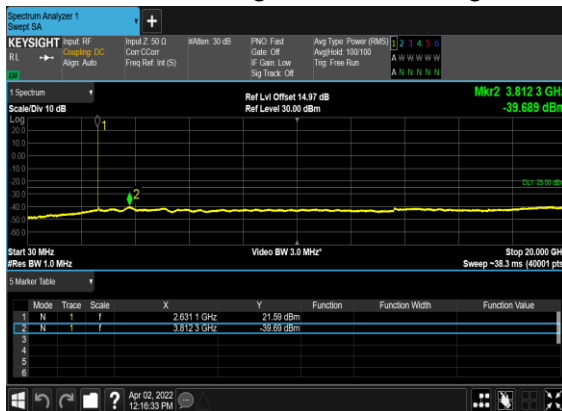 Spectrum Analyzer 1
Swept SA
+
KEYSIGHT Input: RF Input Z: 50 Ω #Atten: 30 dB PNO: Fast Avg Type: Power (RMS) 1 2 3 4 5 6
RL Coupling: DC Corr CCorr Gate: Off Avg|Hold: 100/100 A W W W W W
Align: Auto Freq Ref: Int (S) IF Gain: Low Trig: Free Run
LXI Sig Track: Off A N N N N N
1 Spectrum Ref Lvl Offset 14.97 dB Mkr2 3.812 3 GHz
Scale/Div 10 dB Ref Level 30.00 dBm -39.689 dBm
Log
20.0
10.0
0.00
-10.0
-20.0
-30.0
-40.0
-50.0
-60.0
1
2
Start 30 MHz Video BW 3.0 MHz* Stop 20.000 GH
#Res BW 1.0 MHz Sweep ~38.3 ms (40001 pts
5 Marker Table
Mode Trace Scale X Y Function Function Width Function Value
1 N 1 f 2.631 1 GHz 21.59 dBm
2 N 1 f 3.812 3 GHz -39.69 dBm
3
4
5
6
? Apr 02, 2022
12:16:33 PM